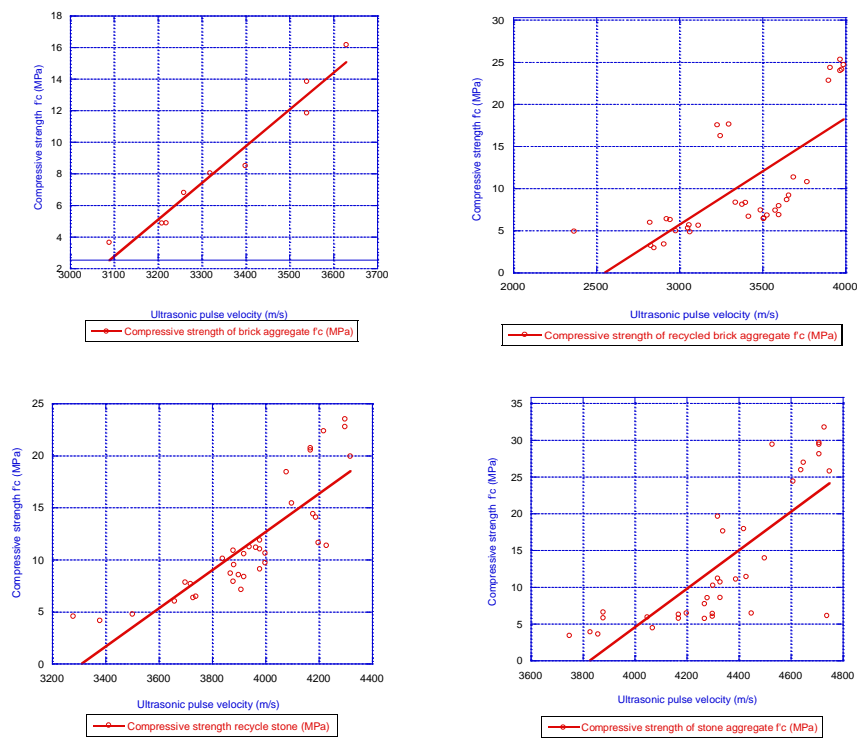 18
16
14
12
10
8
6
4
2
3000 3100 3200 3300 3400 3500 3600 3700
Compressive strength f'c (MPa)
Ultrasonic pulse velocity (m/s)
Compressive strength of brick aggregate f'c (MPa)
30
25
20
15
10
5
0
2000 2500 3000 3500 4000
Compressive strength f'c (MPa)
Ultrasonic pulse velocity (m/s)
Compressive strength of recycled brick aggregate f'c (MPa)
25
20
15
10
5
0
3200 3400 3600 3800 4000 4200 4400
Compressive strength f'c (MPa)
Ultrasonic pulse velocity (m/s)
Compressive strength recycle stone (MPa)
35
30
25
20
15
10
5
0
3600 3800 4000 4200 4400 4600 4800
Compressive strength f'c (MPa)
Ultrasonic pulse velocity (m/s)
Compressive strength of stone aggregate f'c (MPa)